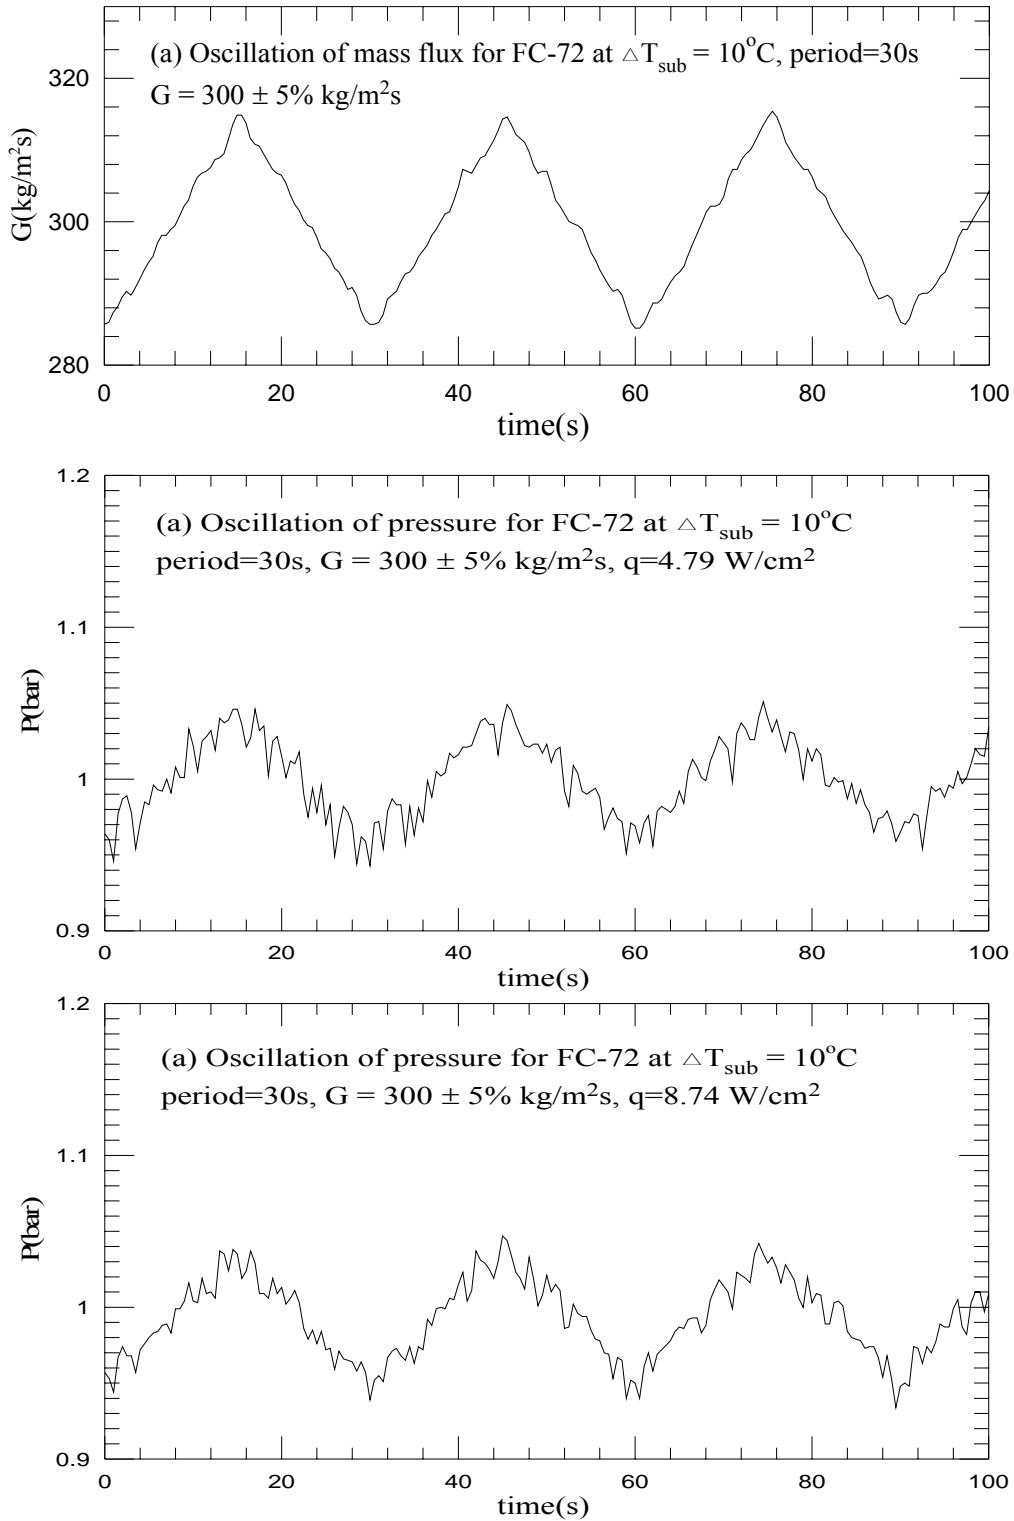 (a) Oscillation of mass flux for FC-72 at △T_sub = 10°C, period=30s
G = 300 ± 5% kg/m²s
G(kg/m²s)
320
300
280
0 20 40 60 80 100
time(s)
(a) Oscillation of pressure for FC-72 at △T_sub = 10°C
period=30s, G = 300 ± 5% kg/m²s, q=4.79 W/cm²
P(bar)
1.2
1.1
1
0.9
0 20 40 60 80 100
time(s)
(a) Oscillation of pressure for FC-72 at △T_sub = 10°C
period=30s, G = 300 ± 5% kg/m²s, q=8.74 W/cm²
P(bar)
1.2
1.1
1
0.9
0 20 40 60 80 100
time(s)